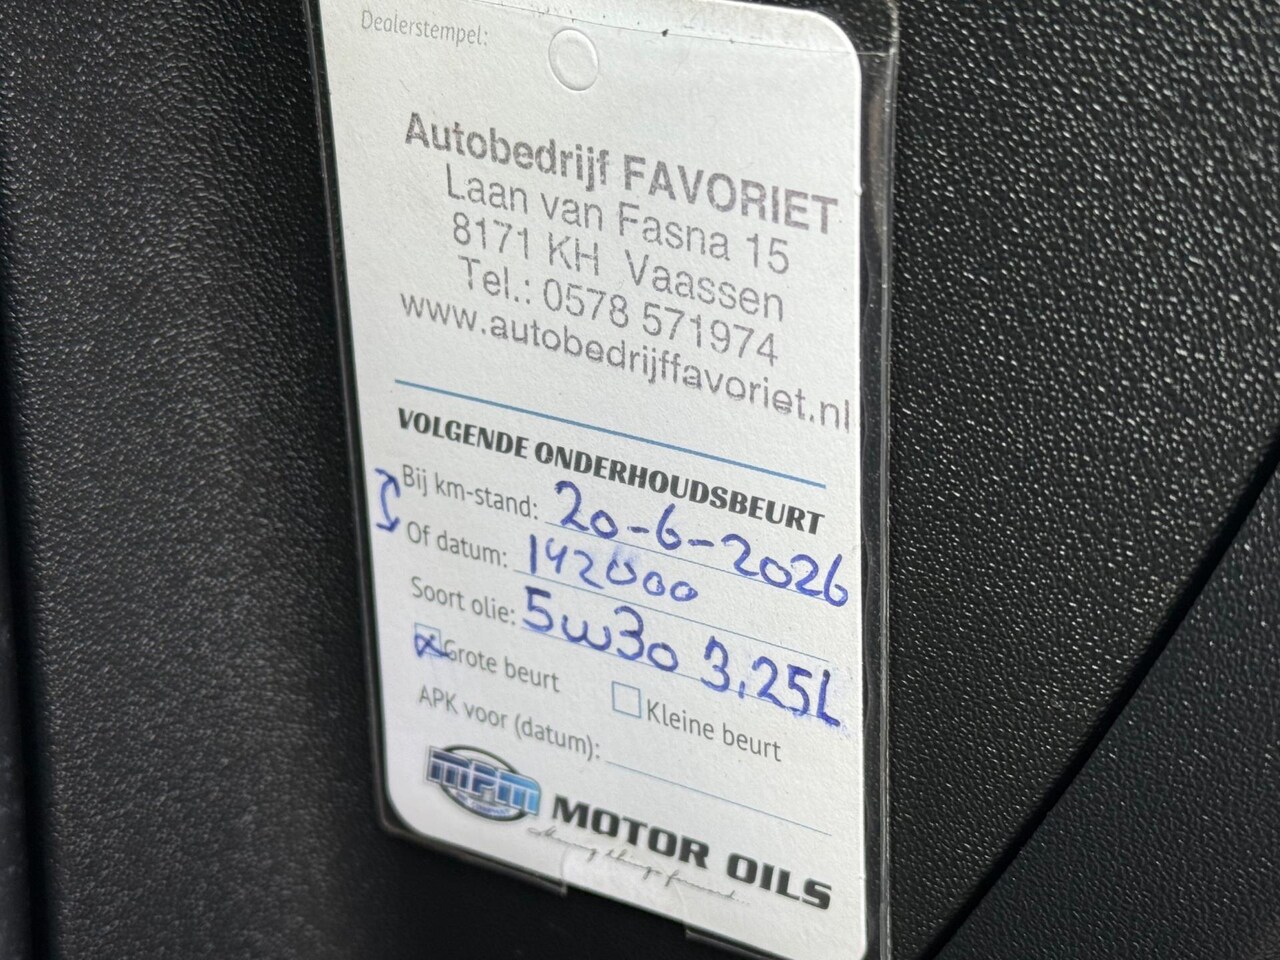 Dealerstempel:
Autobedrijf FAVORIET
Laan van Fasna 15
8171 KH Vaassen
Tel.: 0578 571974
www.autobedrijffavoriet.nl
VOLGENDE ONDERHOUDSBEURT
Bij km-stand: 20-6-2026
Of datum: 142000
Soort olie: 5w30 3,25L
Grote beurt
Kleine beurt
APK voor (datum):
MPM
MOTOR OILS